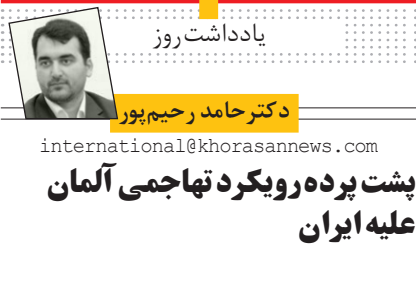 یادداشت روز
دکتر حامد رحیم‌پور
international@khorasannews.com
پشت پرده رویکرد تهاجمی آلمان
علیه ایران